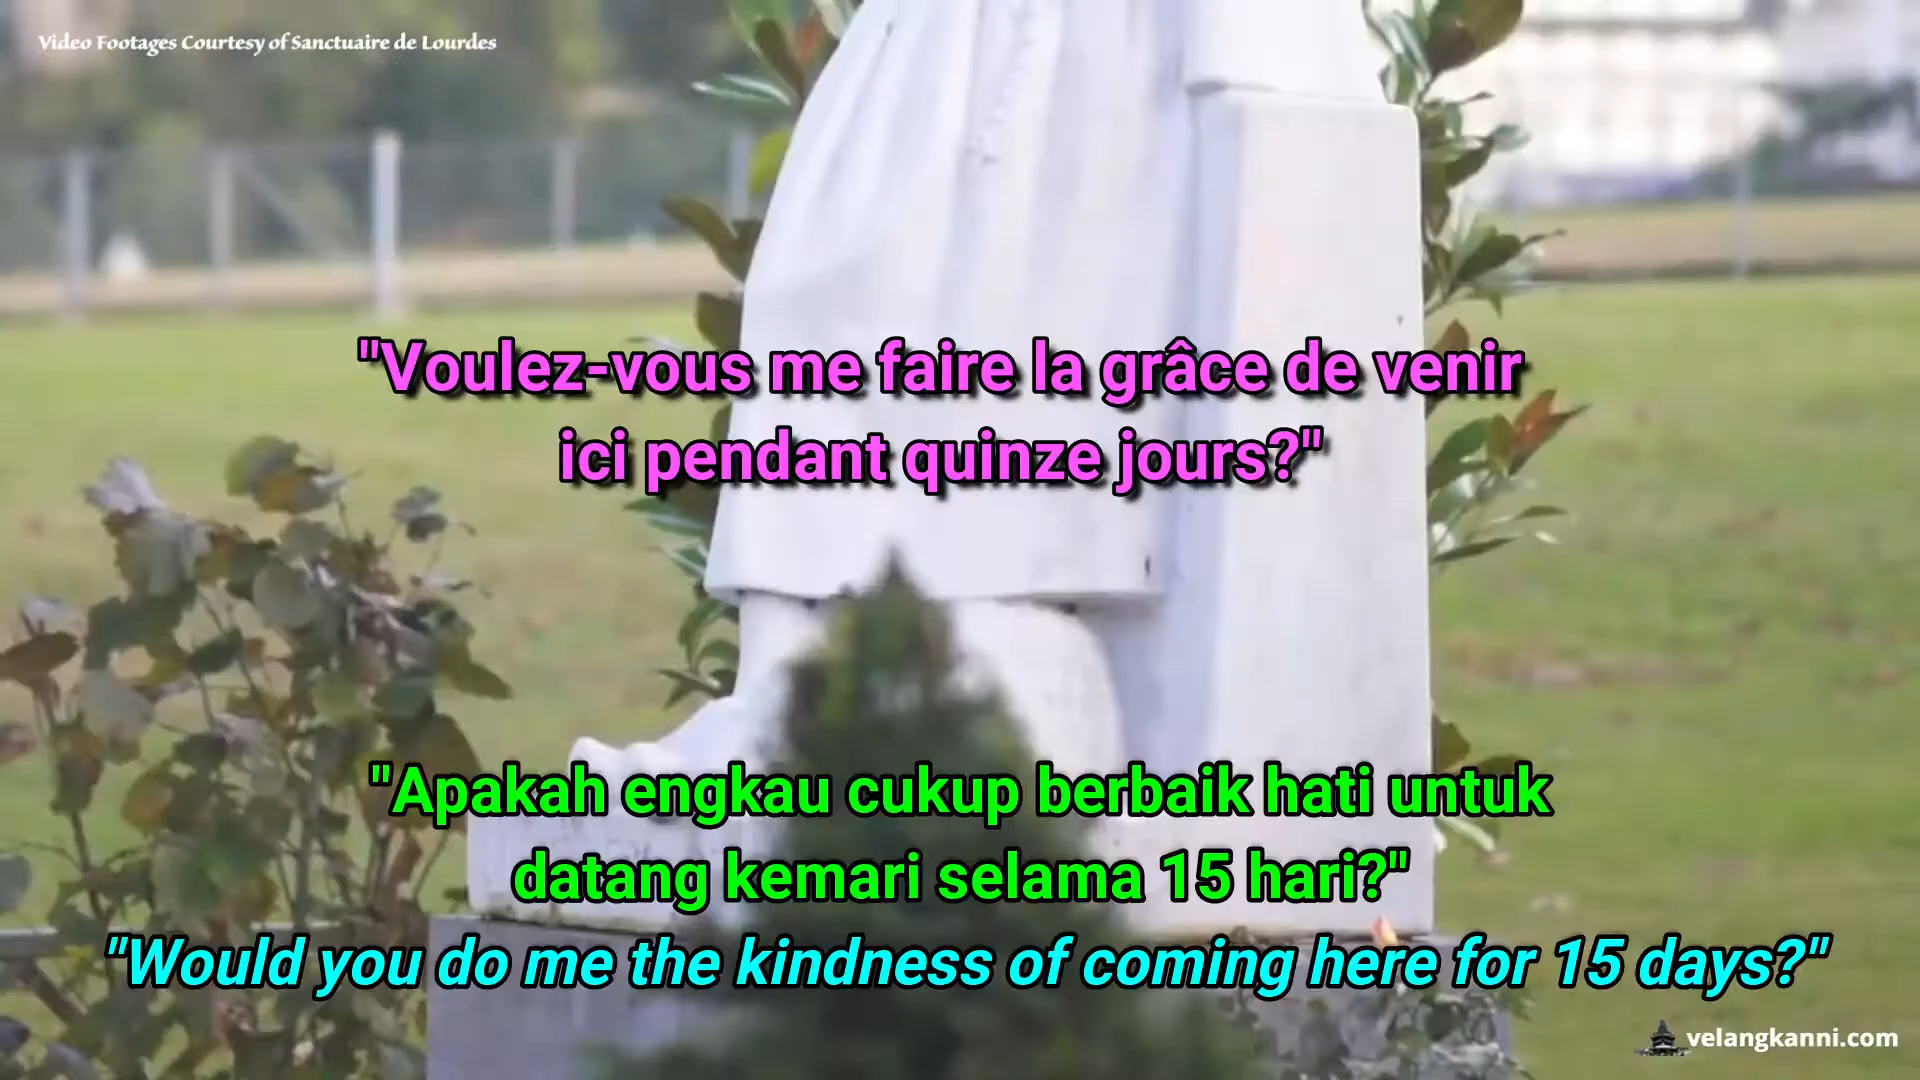 Video Footages Courtesy of Sanctuaire de Lourdes
"Voulez-vous me faire la grâce de venir
ici pendant quinze jours?"
"Apakah engkau cukup berbaik hati untuk
datang kemari selama 15 hari?"
"Would you do me the kindness of coming here for 15 days?"
velangkanni.com